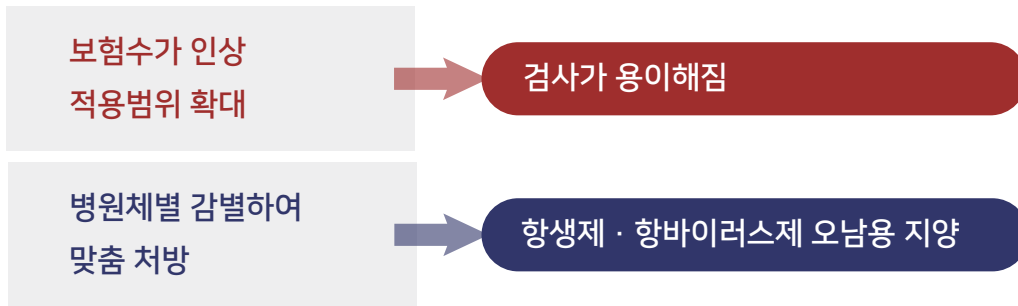 보험수가 인상
적용범위 확대
검사가 용이해짐
병원체별 감별하여
맞춤 처방
항생제 · 항바이러스제 오남용 지양